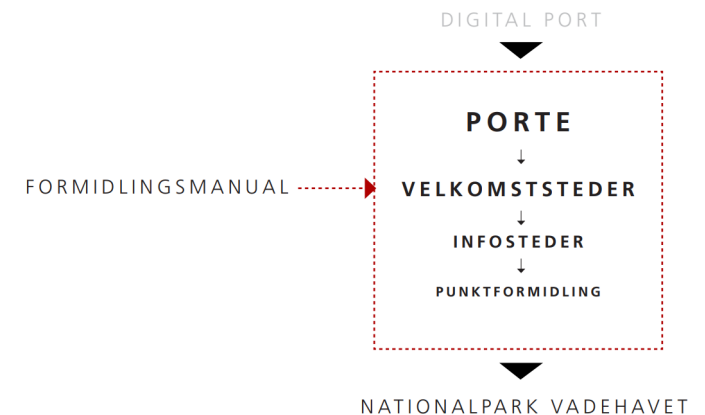 DIGITAL PORT
PORTE
FORMIDLINGSMANUAL
VELKOMSTSTEDER
INFOSTEDER
PUNKTFORMIDLING
NATIONALPARK VADEHAVET